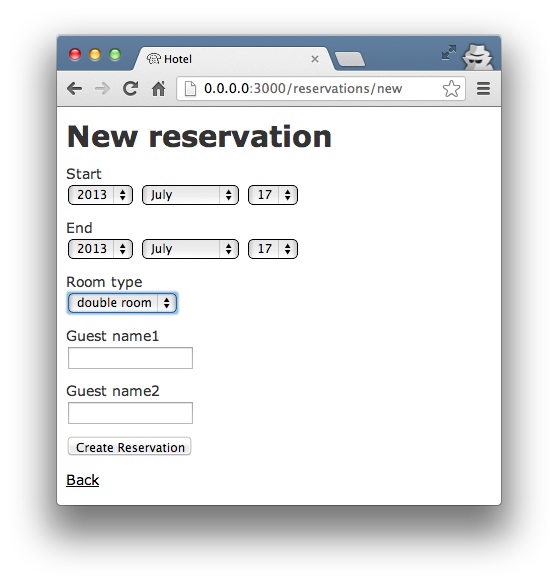 Hotel
0.0.0.0:3000/reservations/new
New reservation
Start
2013 July 17
End
2013 July 17
Room type
double room
Guest name1
Guest name2
Create Reservation
Back